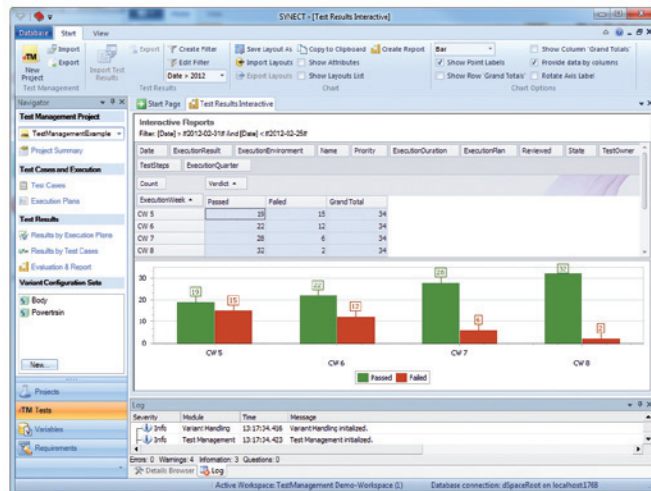 SYNECT - [Test Results Interactive]
Database Start View
New Project
Import
Export
Test Management
Import Test Results
Export
Create Filter
Edit Filter
Date > 2012
Test Results
Save Layout As
Import Layouts
Export Layouts
Copy to Clipboard
Show Attributes
Show Layouts List
Create Report
Chart
Bar
Show Point Labels
Show Row 'Grand Totals'
Show Column 'Grand Totals'
Provide data by columns
Rotate Axis Label
Chart Options
Navigator
Test Management Project
TestManagementExample
Project Summary
Test Cases and Execution
Test Cases
Execution Plans
Test Results
Results by Execution Plans
Results by Test Cases
Evaluation & Report
Variant Configuration Sets
Body
Powertrain
New...
Projects
TM Tests
Variables
Requirements
Start Page Test Results Interactive
Interactive Reports
Filter: [Date] > #2012-02-31# And [Date] < #2012-02-25#
Date ExecutionResult ExecutionEnvironment Name Priority ExecutionDuration ExecutionPlan Reviewed State TestOwner
TestSteps ExecutionQuarter
Count Verdict
ExecutionWeek Passed Failed Grand Total
CW 5 19 15 34
CW 6 22 12 34
CW 7 28 6 34
CW 8 32 2 34
30
20
10
0
19 15 22 12 28 6 32 2
CW 5 CW 6 CW 7 CW 8
Passed Failed
Log
Severity Module Time Message
Info Variant Handling 13:17:34.416 Variant Handling initialized.
Info Test Management 13:17:34.423 Test Management initialized.
Errors: 0 Warnings: 4 Information: 3 Questions: 0
Details Browser Log
Active Workspace: TestManagement Demo-Workspace (1) Database connection: dSpaceRoot on localhost1768